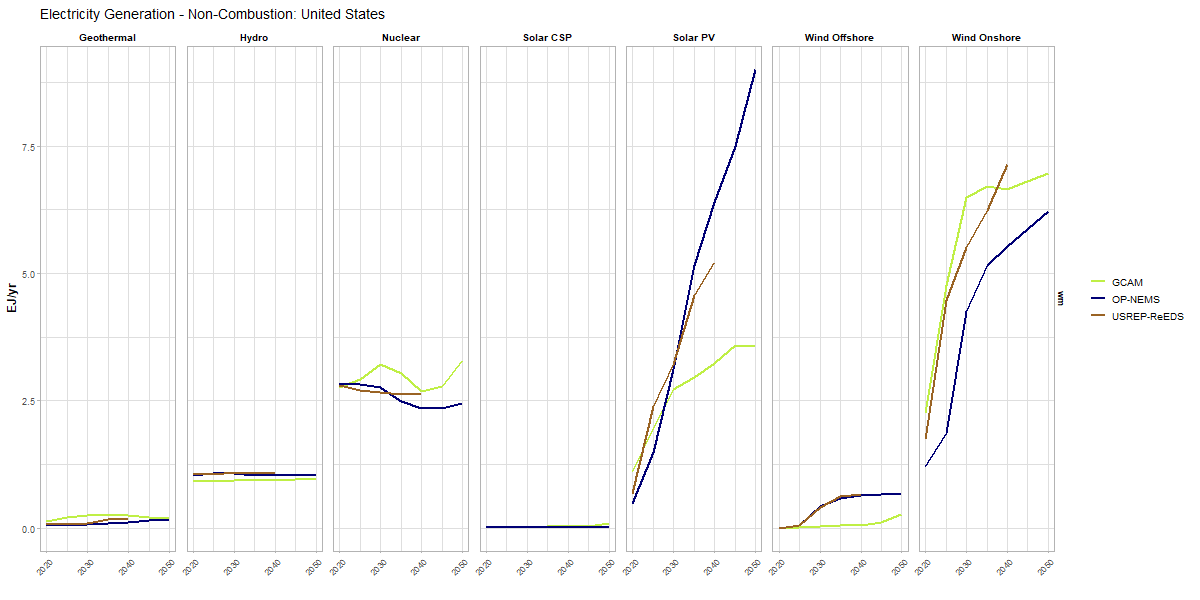 Electricity Generation - Non-Combustion: United States
Geothermal Hydro Nuclear Solar CSP Solar PV Wind Offshore Wind Onshore
7.5
5.0
2.5
0.0
EJ/yr
wm
GCAM
OP-NEMS
USREP-ReEDS
2020 2030 2040 2050 2020 2030 2040 2050 2020 2030 2040 2050 2020 2030 2040 2050 2020 2030 2040 2050 2020 2030 2040 2050 2020 2030 2040 2050